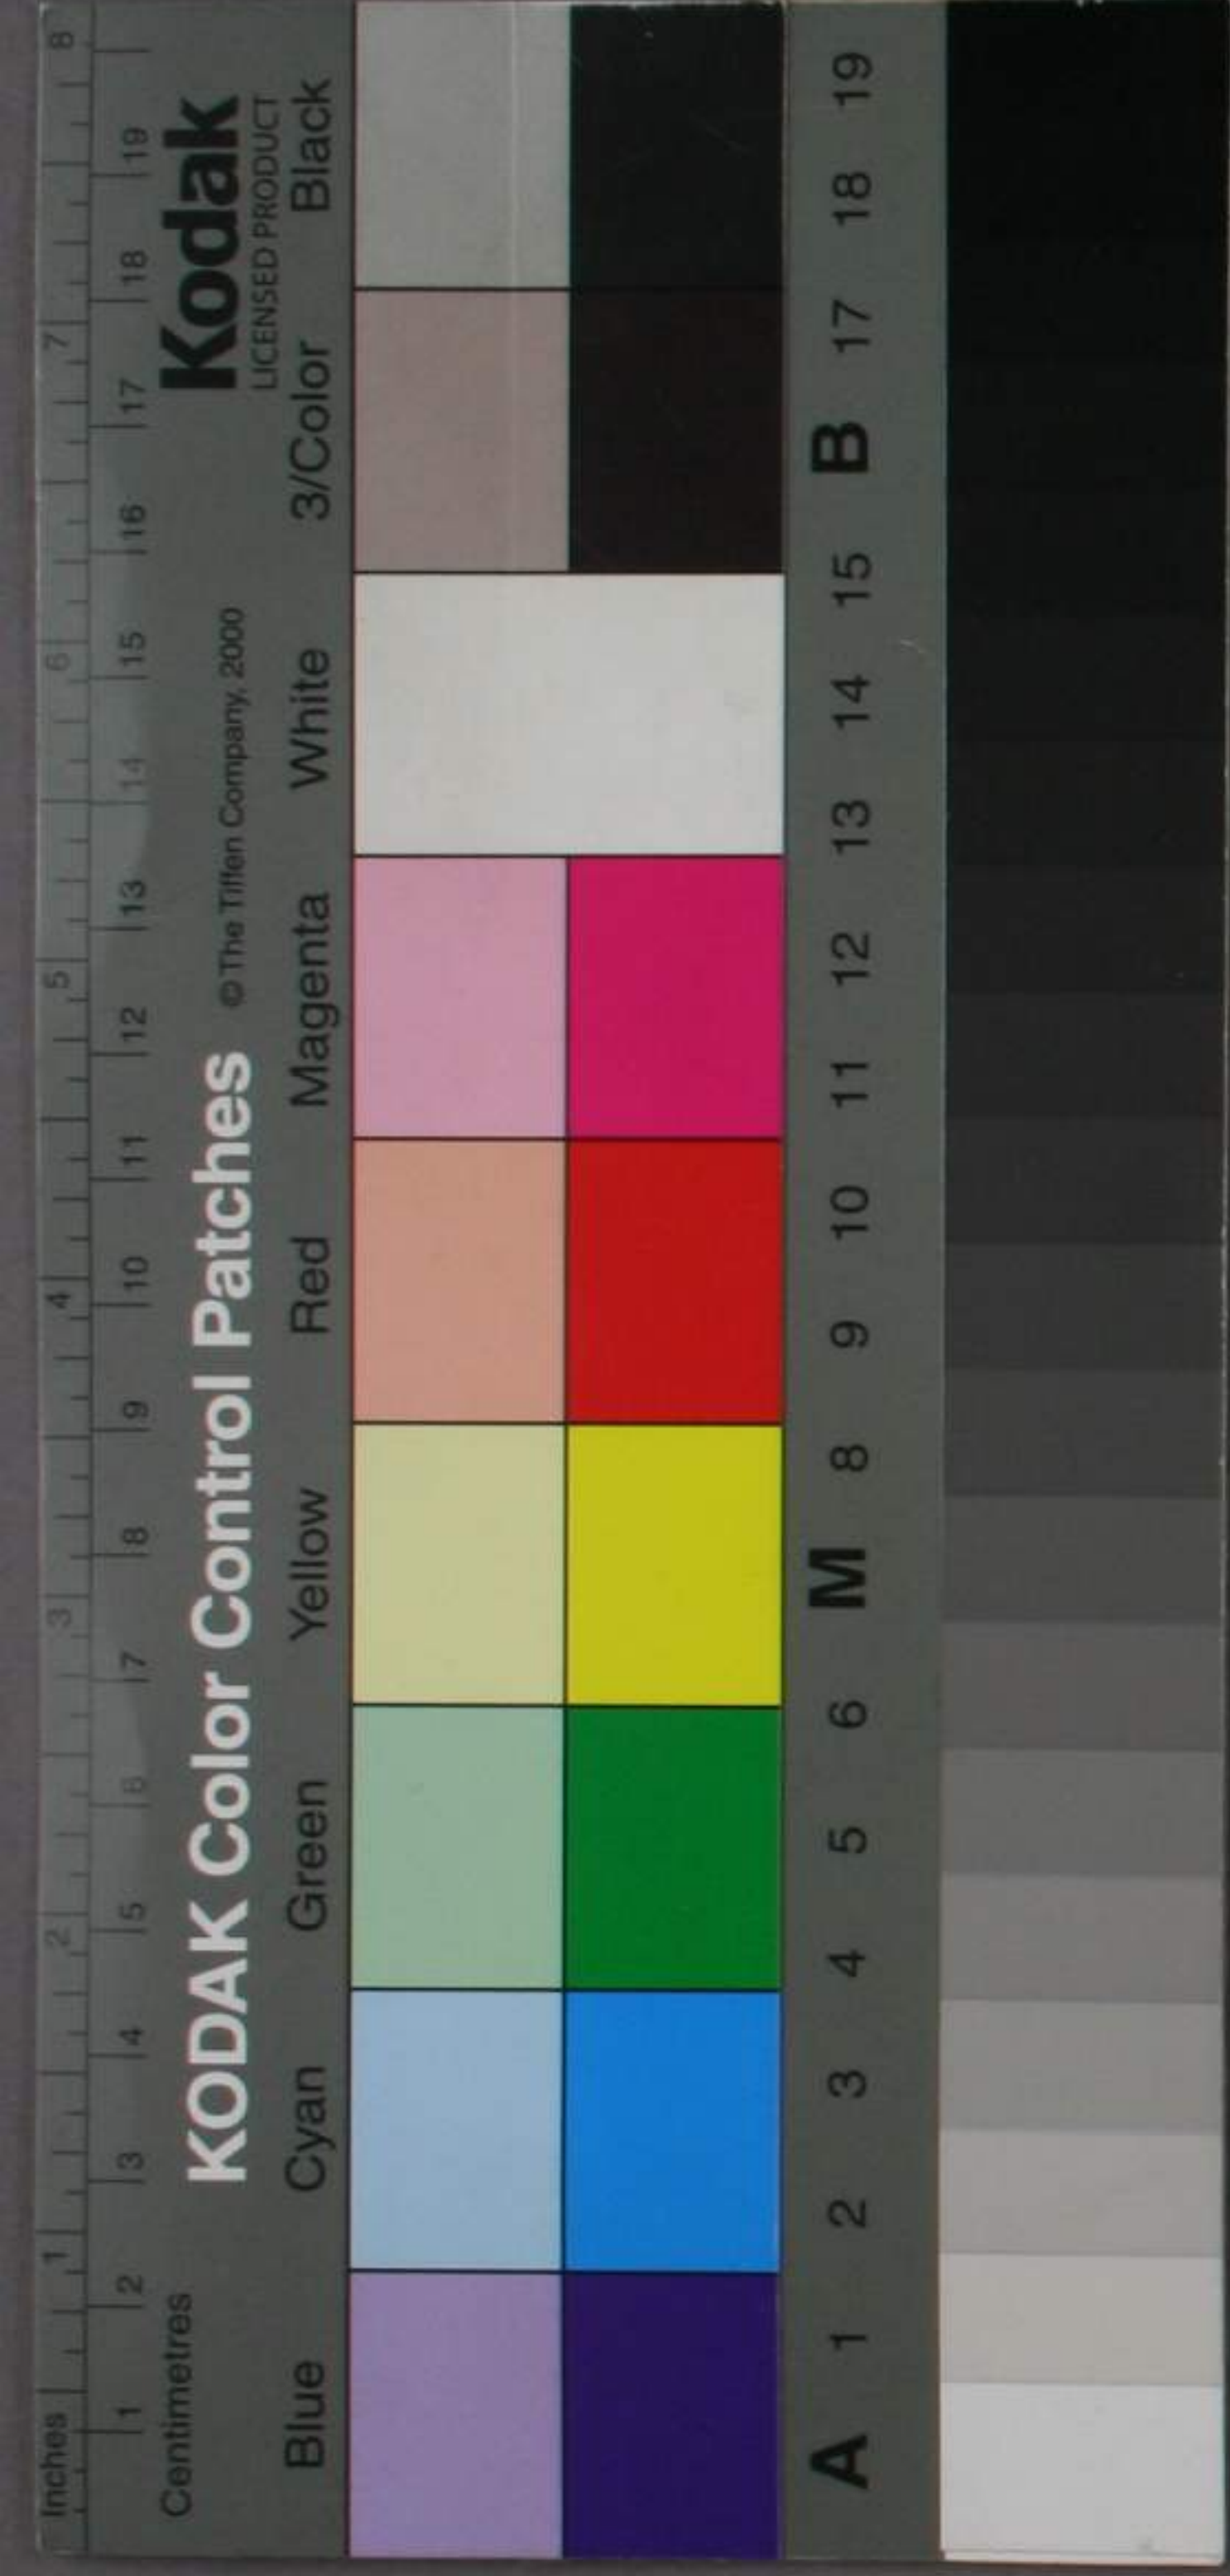 Inches 1 2 3 4 5 6 7 8
1 2 3 4 5 6 7 8 9 10 11 12 13 14 15 16 17 18 19
Centimetres
KODAK Color Control Patches © The Tiffen Company, 2000 Kodak
LICENSED PRODUCT
Blue Cyan Green Yellow Red Magenta White 3/Color Black
A 1 2 3 4 5 6 M 8 9 10 11 12 13 14 15 B 17 18 19